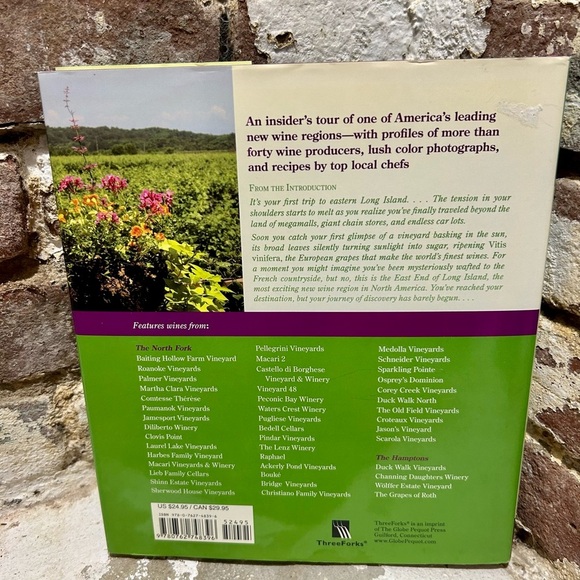 An insider's tour of one of America's leading
new wine regions—with profiles of more than
forty wine producers, lush color photographs,
and recipes by top local chefs
FROM THE INTRODUCTION
It's your first trip to eastern Long Island. . . . The tension in your
shoulders starts to melt as you realize you've finally traveled beyond the
land of megamalls, giant chain stores, and endless car lots.
Soon you catch your first glimpse of a vineyard basking in the sun,
its broad leaves silently turning sunlight into sugar, ripening Vitis
vinifera, the European grapes that make the world's finest wines. For
a moment you might imagine you've been mysteriously wafted to the
French countryside, but no, this is the East End of Long Island, the
most exciting new wine region in North America. You've reached your
destination, but your journey of discovery has barely begun. . . .
Features wines from:
The North Fork
Baiting Hollow Farm Vineyard
Roanoke Vineyards
Palmer Vineyards
Martha Clara Vineyards
Comtesse Thérèse
Paumanok Vineyards
Jamesport Vineyards
Diliberto Winery
Clovis Point
Laurel Lake Vineyards
Harbes Family Vineyard
Macari Vineyards & Winery
Lieb Family Cellars
Shinn Estate Vineyards
Sherwood House Vineyards
Pellegrini Vineyards
Macari 2
Castello di Borghese
Vineyard & Winery
Vineyard 48
Peconic Bay Winery
Waters Crest Winery
Pugliese Vineyards
Bedell Cellars
Pindar Vineyards
The Lenz Winery
Raphael
Ackerly Pond Vineyards
Bouké
Bridge Vineyards
Christiano Family Vineyards
Medolla Vineyards
Schneider Vineyards
Sparkling Pointe
Osprey's Dominion
Corey Creek Vineyards
Duck Walk North
The Old Field Vineyards
Croteaux Vineyards
Jason's Vineyard
Scarola Vineyards
The Hamptons
Duck Walk Vineyards
Channing Daughters Winery
Wölffer Estate Vineyard
The Grapes of Roth
US $24.95 / CAN $29.95
ISBN 978-0-7627-4839-6
52495
9780762748396
ThreeForks®
ThreeForks® is an imprint
of The Globe Pequot Press
Guilford, Connecticut
www.GlobePequot.com